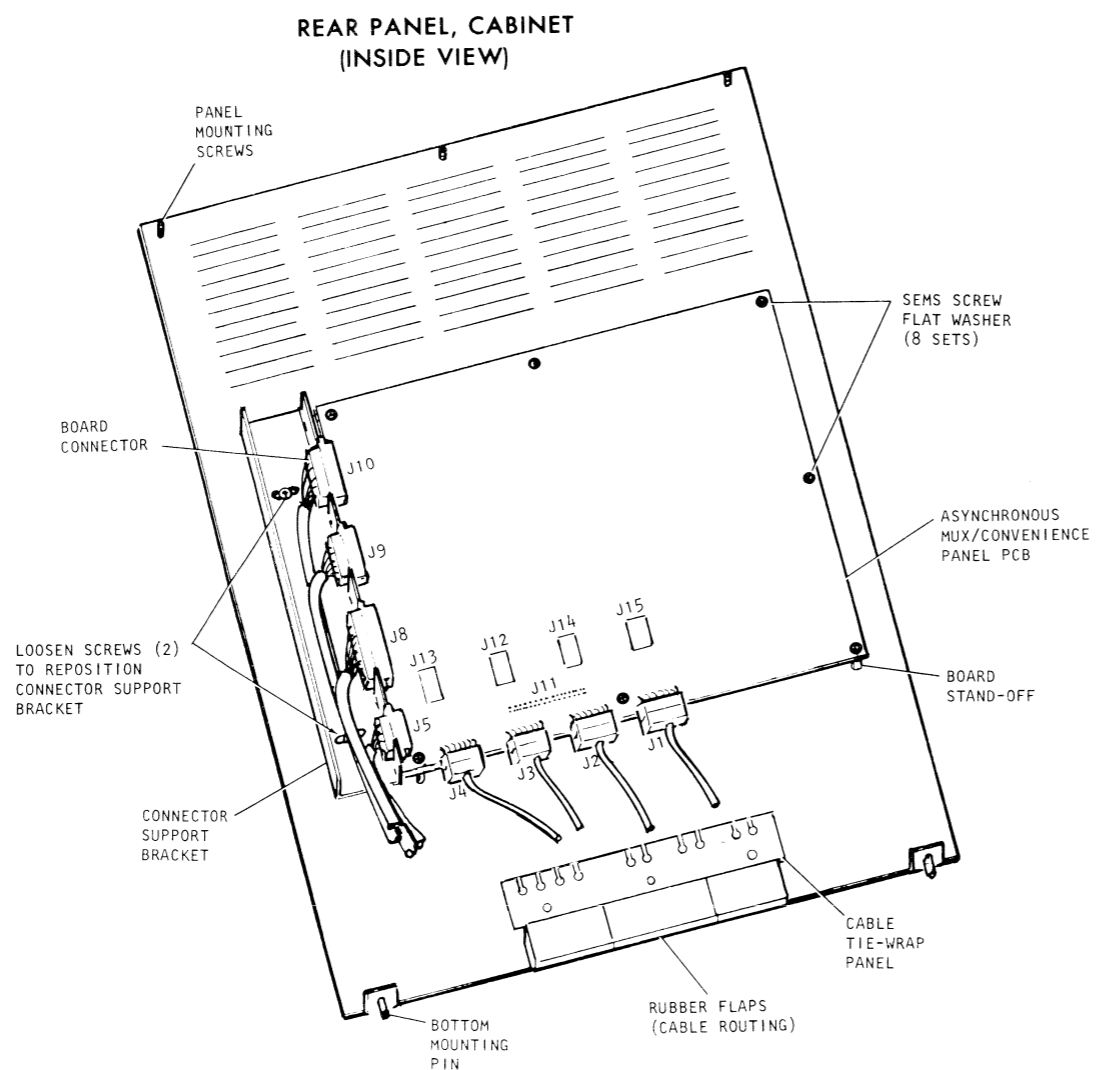 REAR PANEL, CABINET
(INSIDE VIEW)
PANEL
MOUNTING
SCREWS
SEMS SCREW
FLAT WASHER
(8 SETS)
BOARD
CONNECTOR
J10
J9
ASYNCHRONOUS
MUX/CONVENIENCE
PANEL PCB
J8
J13
J12
J14
J15
LOOSEN SCREWS (2)
TO REPOSITION
CONNECTOR SUPPORT
BRACKET
J11
BOARD
STAND-OFF
J5
J4
J3
J2
J1
CONNECTOR
SUPPORT
BRACKET
CABLE
TIE-WRAP
PANEL
RUBBER FLAPS
(CABLE ROUTING)
BOTTOM
MOUNTING
PIN